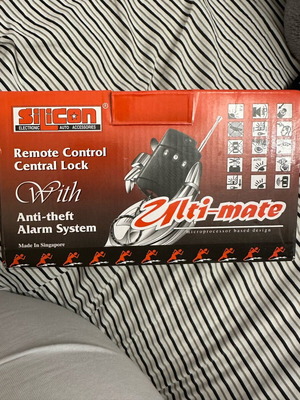 Silicon®
ELECTRONIC AUTO ACCESSORIES
Remote Control
Central Lock
With
Anti-theft
Alarm System
Made In Singapore
Ulti-mate
microprocessor based design